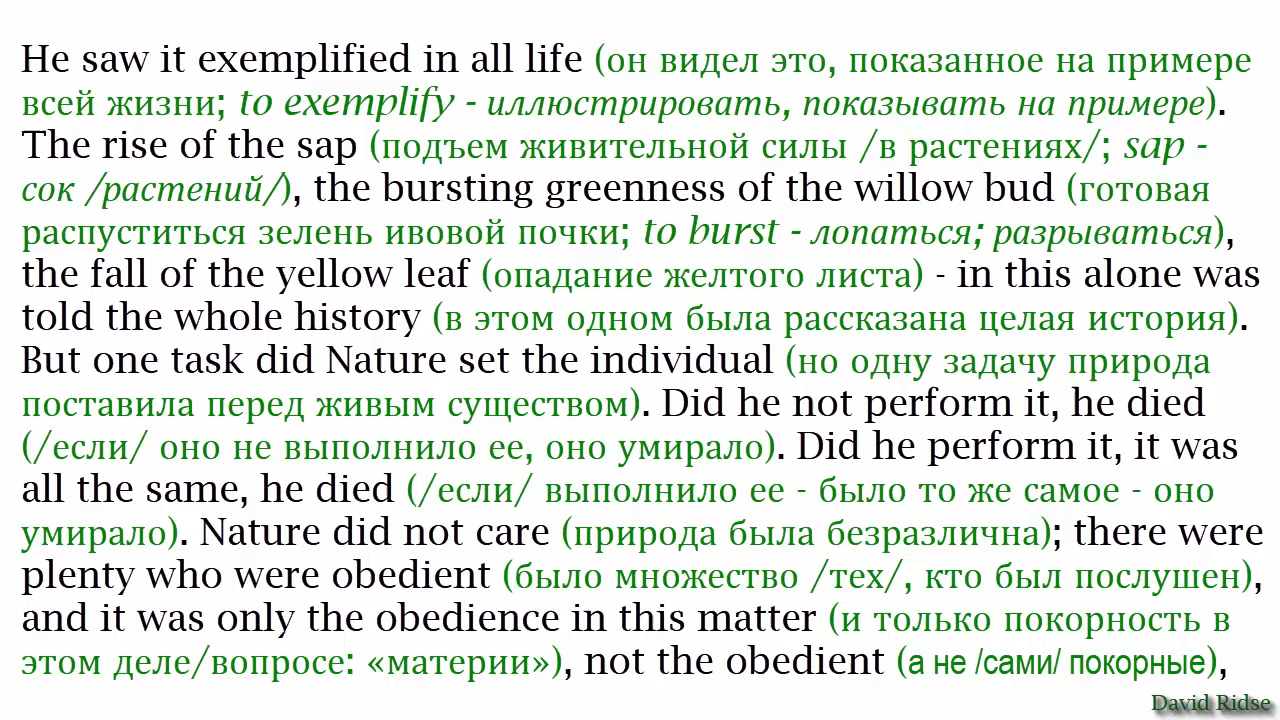 He saw it exemplified in all life (он видел это, показанное на примере
всей жизни; to exemplify - иллюстрировать, показывать на примере).
The rise of the sap (подъем живительной силы /в растениях/; sap -
сок /растений/), the bursting greenness of the willow bud (готовая
распуститься зелень ивовой почки; to burst - лопаться; разрываться),
the fall of the yellow leaf (опадание желтого листа) - in this alone was
told the whole history (в этом одном была рассказана целая история).
But one task did Nature set the individual (но одну задачу природа
поставила перед живым существом). Did he not perform it, he died
(/если/ оно не выполнило ее, оно умирало). Did he perform it, it was
all the same, he died (/если/ выполнило ее - было то же самое - оно
умирало). Nature did not care (природа была безразлична); there were
plenty who were obedient (было множество /тех/, кто был послушен),
and it was only the obedience in this matter (и только покорность в
этом деле/вопросе: «материи»), not the obedient (а не /сами/ покорные),
David Ridse